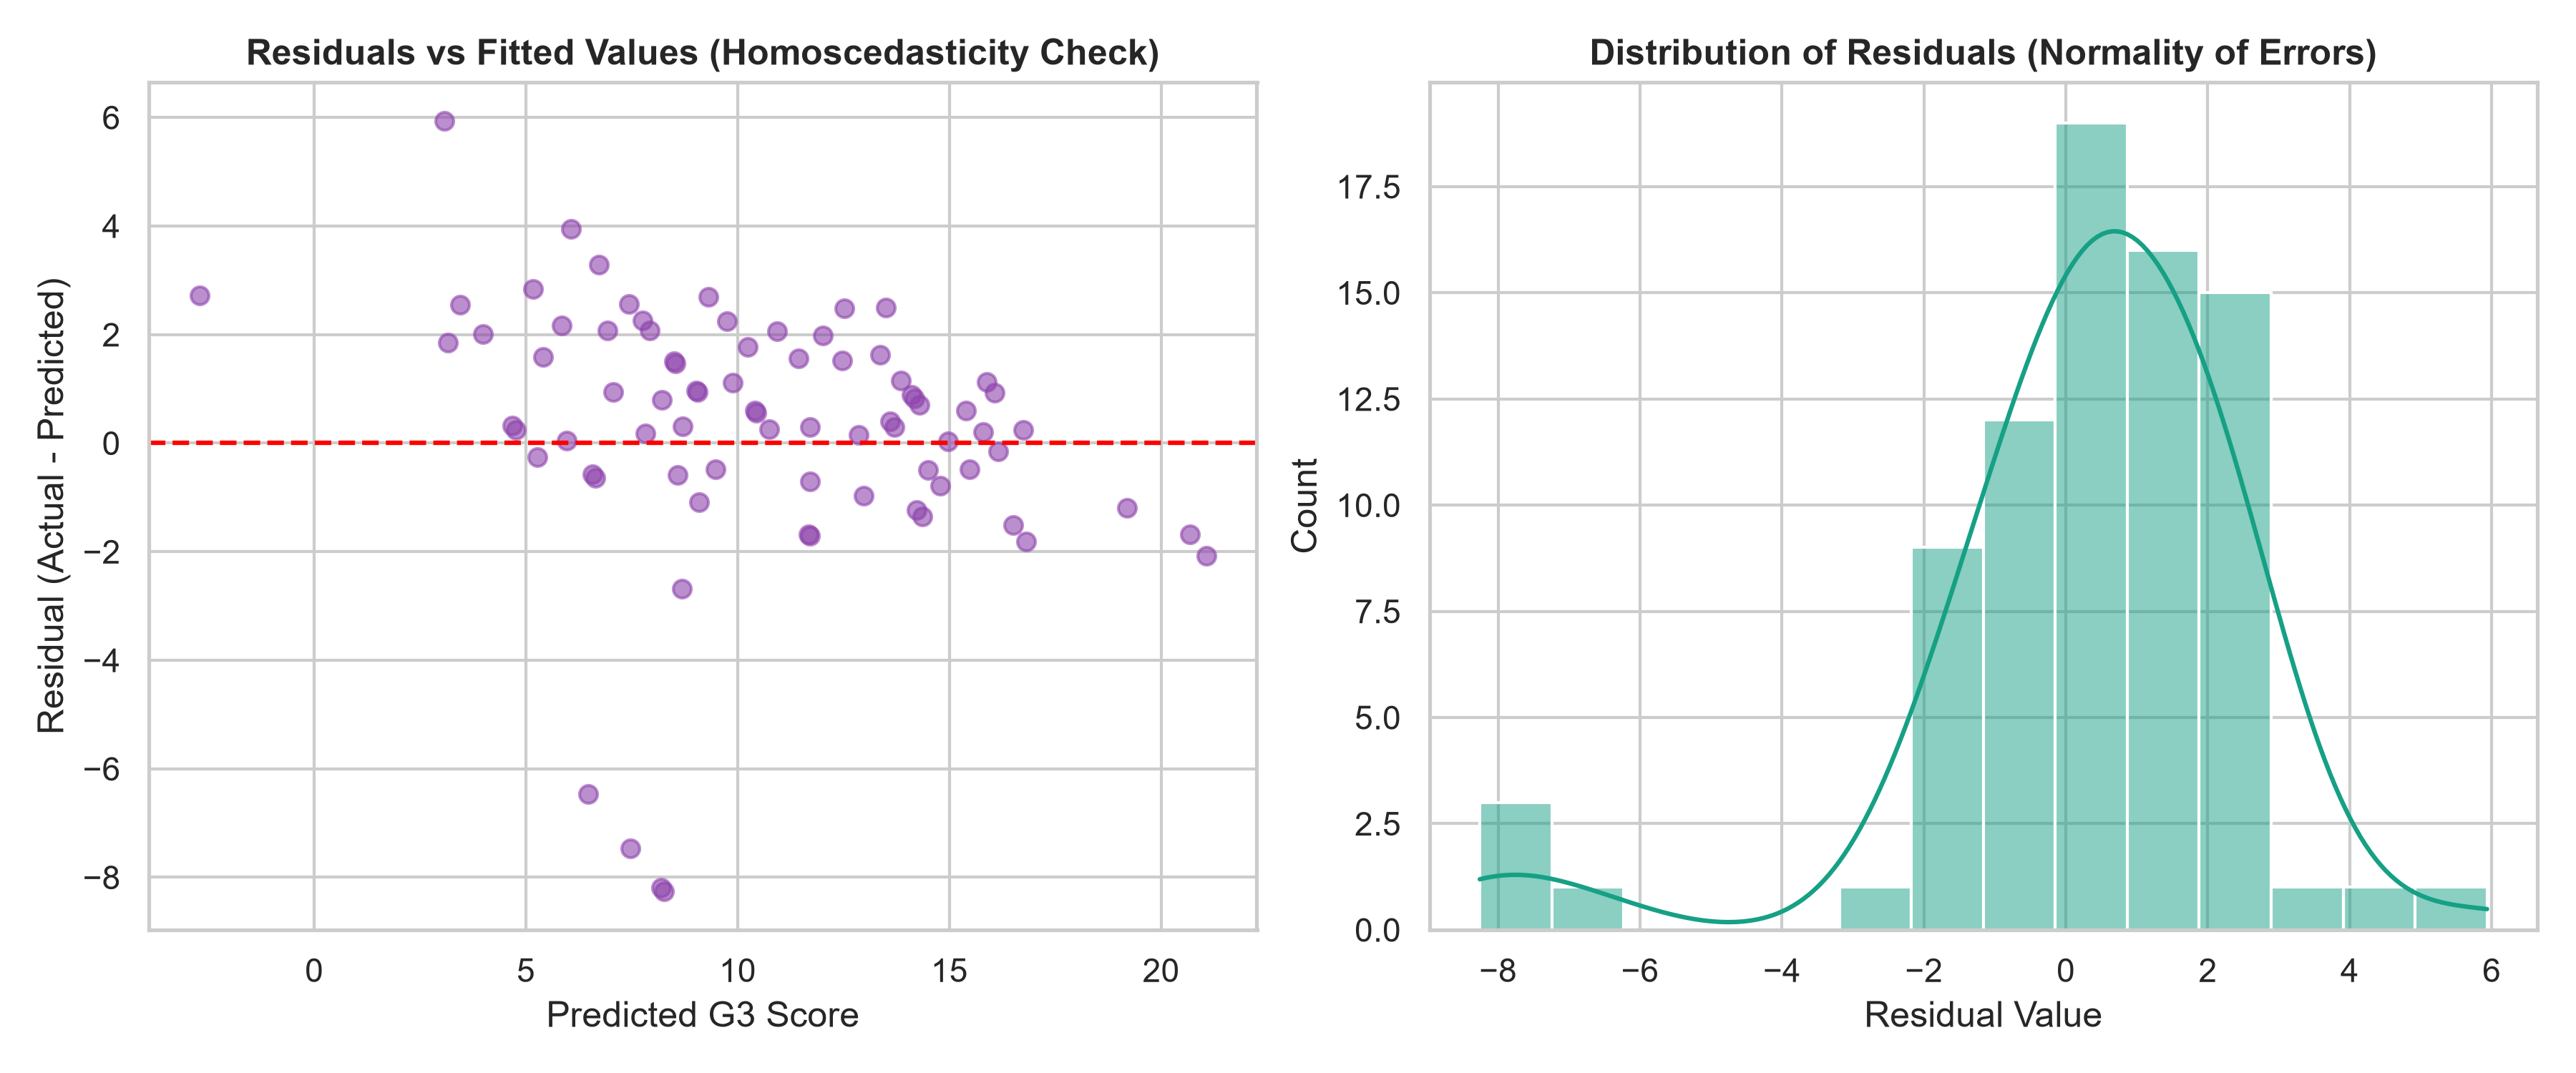 Residuals vs Fitted Values (Homoscedasticity Check)
Residual (Actual - Predicted)
6
4
2
0
−2
−4
−6
−8
0 5 10 15 20
Predicted G3 Score
Distribution of Residuals (Normality of Errors)
Count
17.5
15.0
12.5
10.0
7.5
5.0
2.5
0.0
−8 −6 −4 −2 0 2 4 6
Residual Value